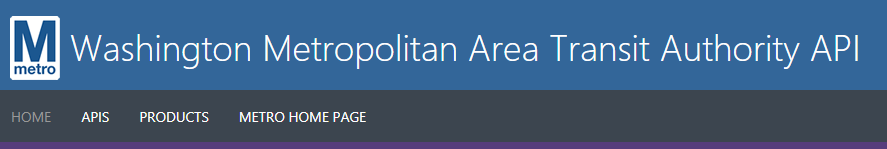 M
metro
Washington Metropolitan Area Transit Authority API
HOME APIS PRODUCTS METRO HOME PAGE